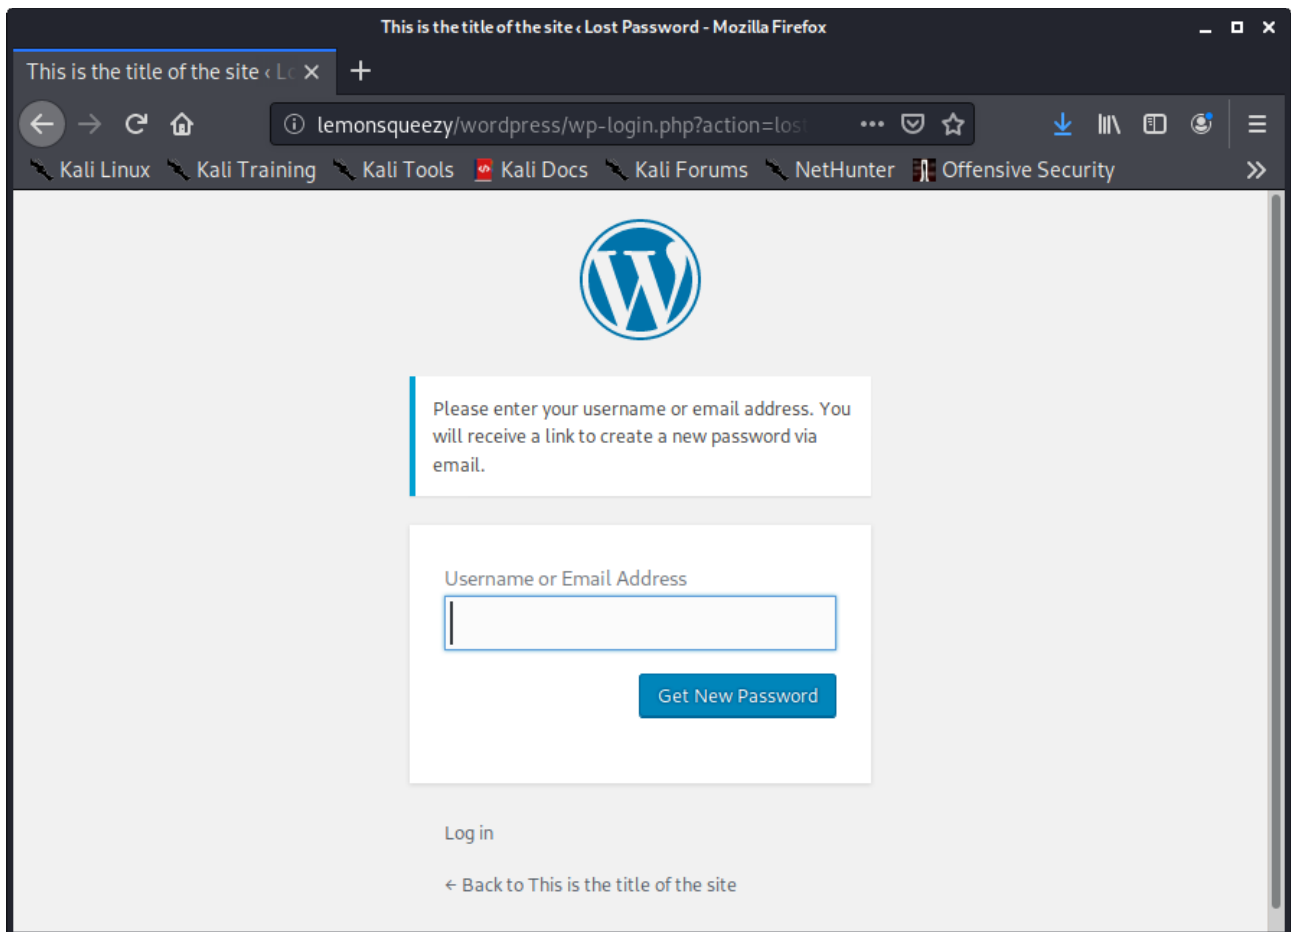 This is the title of the site ‹ Lost Password - Mozilla Firefox
This is the title of the site ‹ Lo
lemonsqueezy/wordpress/wp-login.php?action=lost
Kali Linux Kali Training Kali Tools Kali Docs Kali Forums NetHunter Offensive Security
Please enter your username or email address. You
will receive a link to create a new password via
email.
Username or Email Address
Get New Password
Log in
← Back to This is the title of the site